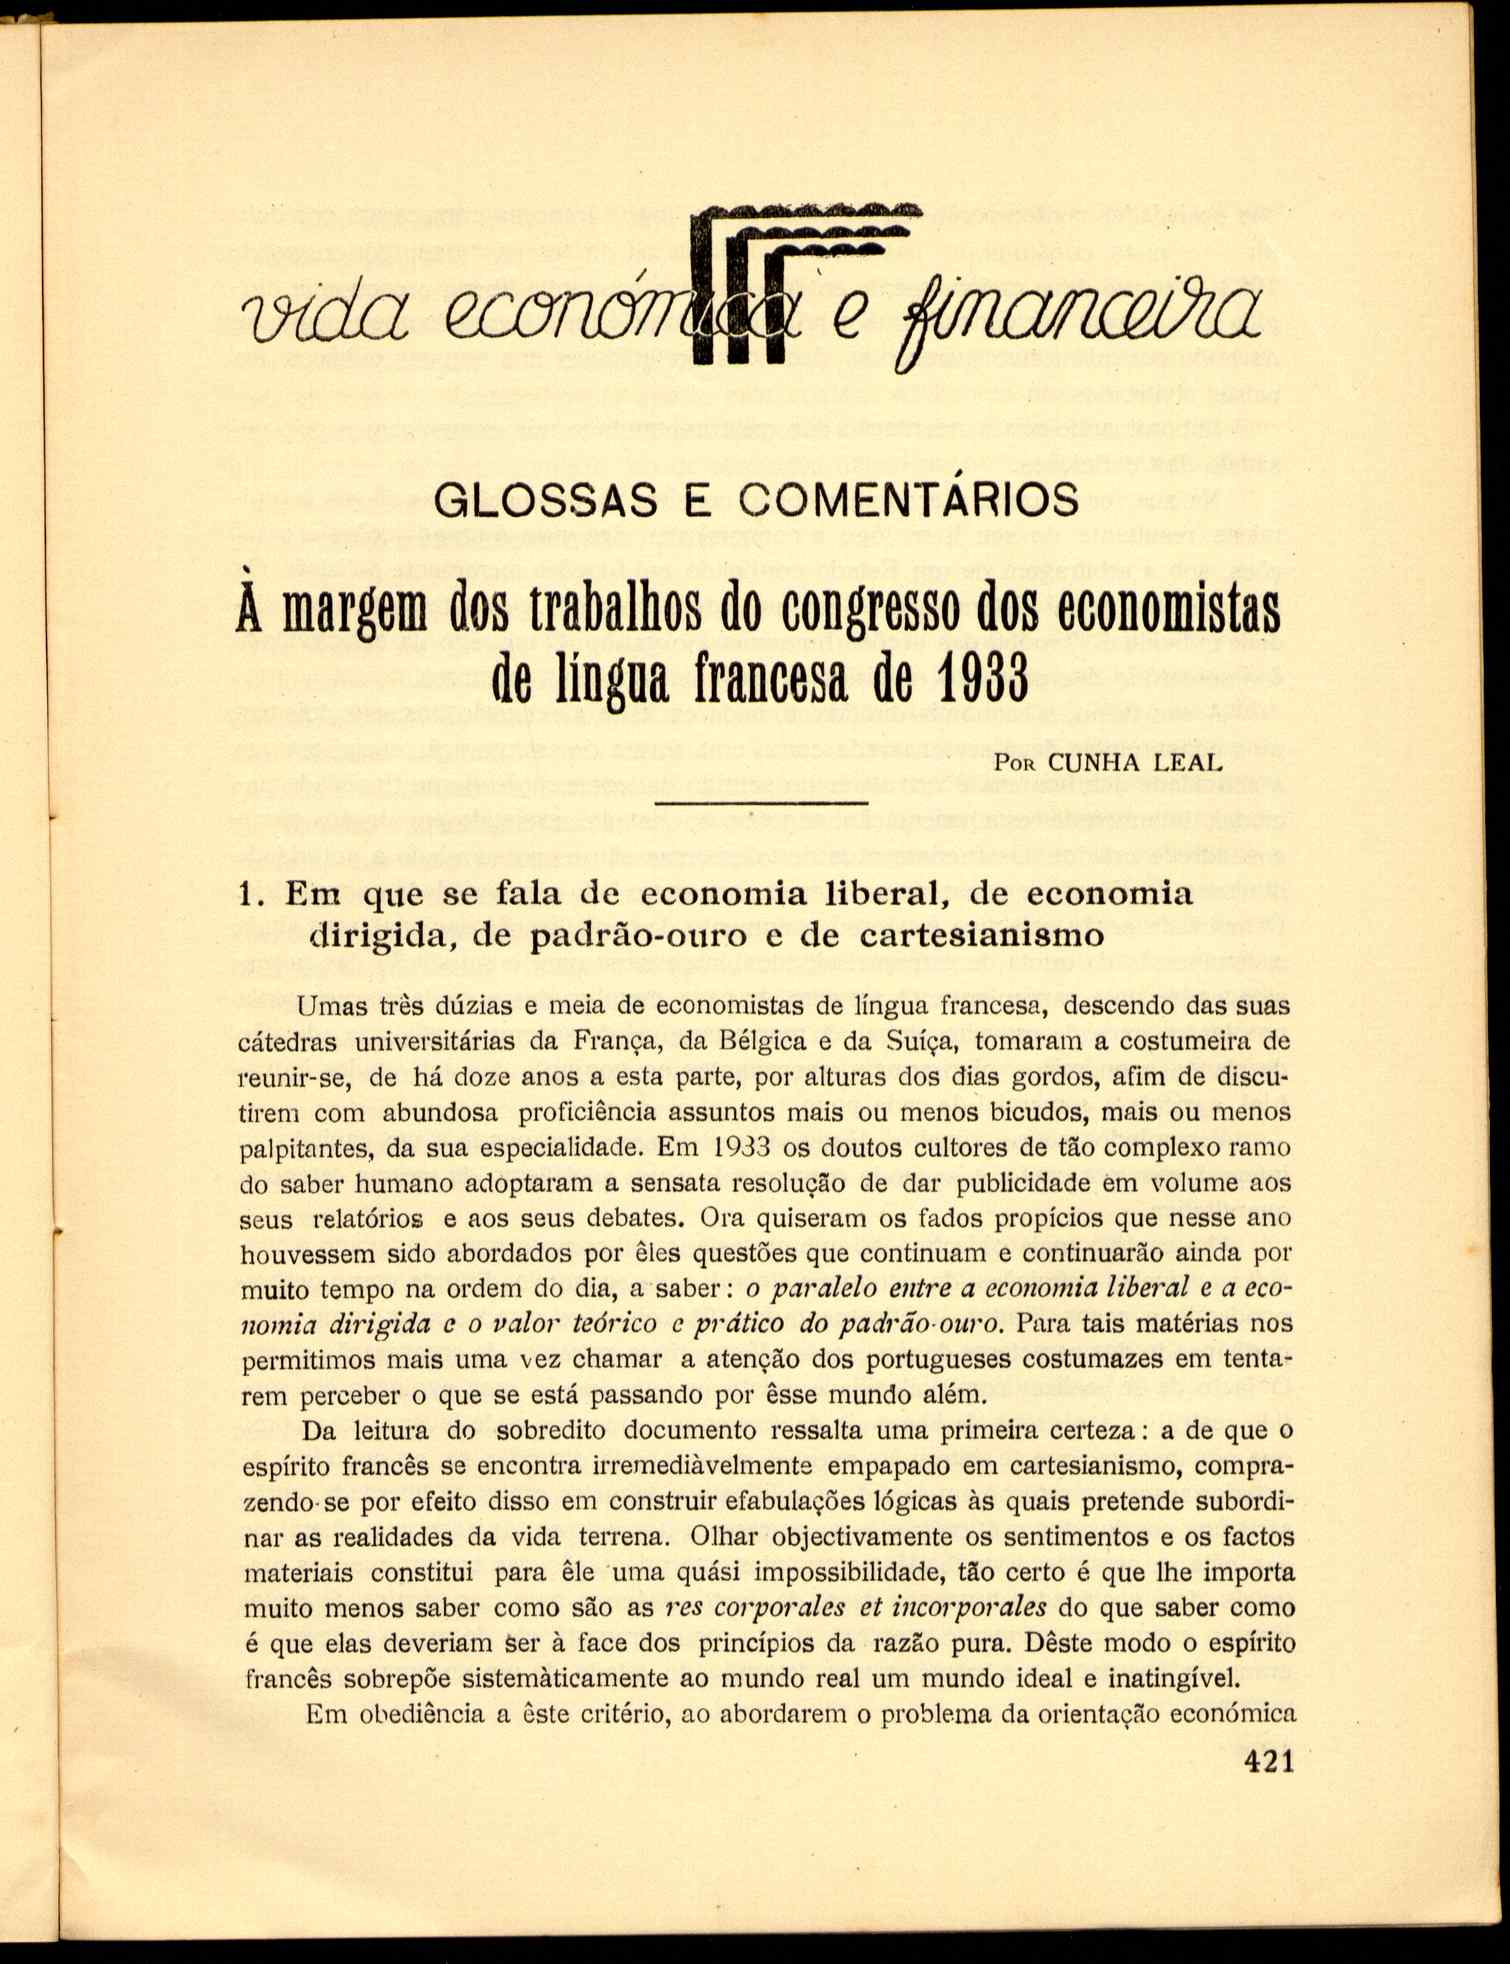 vida económica e financeira
GLOSSAS E COMENTÁRIOS
À margem dos trabalhos do congresso dos economistas
de língua francesa de 1933
Por CUNHA LEAL
1. Em que se fala de economia liberal, de economia
dirigida, de padrão-ouro e de cartesianismo
Umas três dúzias e meia de economistas de língua francesa, descendo das suas
cátedras universitárias da França, da Bélgica e da Suíça, tomaram a costumeira de
reunir-se, de há doze anos a esta parte, por alturas dos dias gordos, afim de discu-
tirem com abundosa proficiência assuntos mais ou menos bicudos, mais ou menos
palpitantes, da sua especialidade. Em 1933 os doutos cultores de tão complexo ramo
do saber humano adoptaram a sensata resolução de dar publicidade em volume aos
seus relatórios e aos seus debates. Ora quiseram os fados propícios que nesse ano
houvessem sido abordados por êles questões que continuam e continuarão ainda por
muito tempo na ordem do dia, a saber: o paralelo entre a economia liberal e a eco-
nomia dirigida e o valor teórico e prático do padrão-ouro. Para tais matérias nos
permitimos mais uma vez chamar a atenção dos portugueses costumazes em tenta-
rem perceber o que se está passando por êsse mundo além.
Da leitura do sobredito documento ressalta uma primeira certeza: a de que o
espírito francês se encontra irremediàvelmente empapado em cartesianismo, compra-
zendo-se por efeito disso em construir efabulações lógicas às quais pretende subordi-
nar as realidades da vida terrena. Olhar objectivamente os sentimentos e os factos
materiais constitui para êle uma quási impossibilidade, tão certo é que lhe importa
muito menos saber como são as res corporales et incorporales do que saber como
é que elas deveriam ser à face dos princípios da razão pura. Dêste modo o espírito
francês sobrepõe sistemàticamente ao mundo real um mundo ideal e inatingível.
Em obediência a êste critério, ao abordarem o problema da orientação económica
421